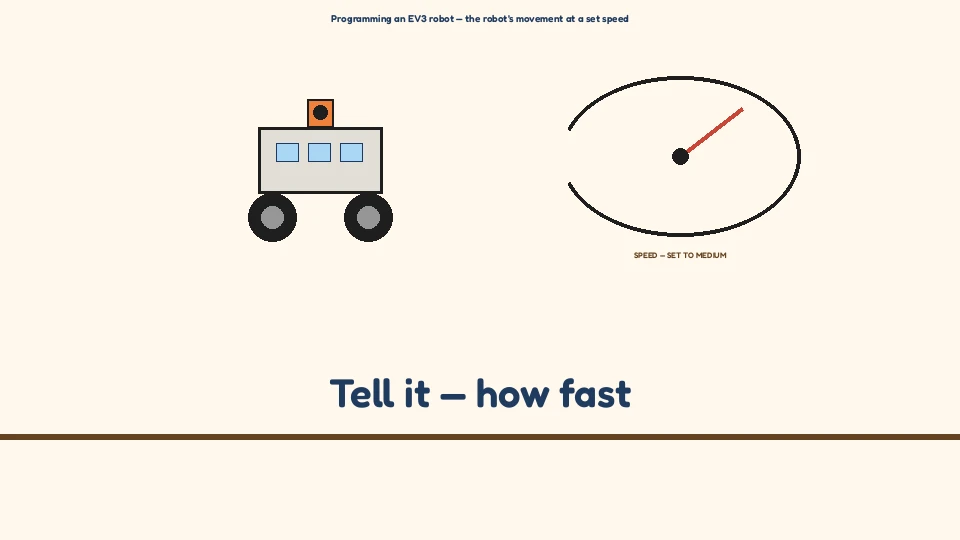 Programming an EV3 robot — the robot's movement at a set speed
SPEED — SET TO MEDIUM
Tell it — how fast